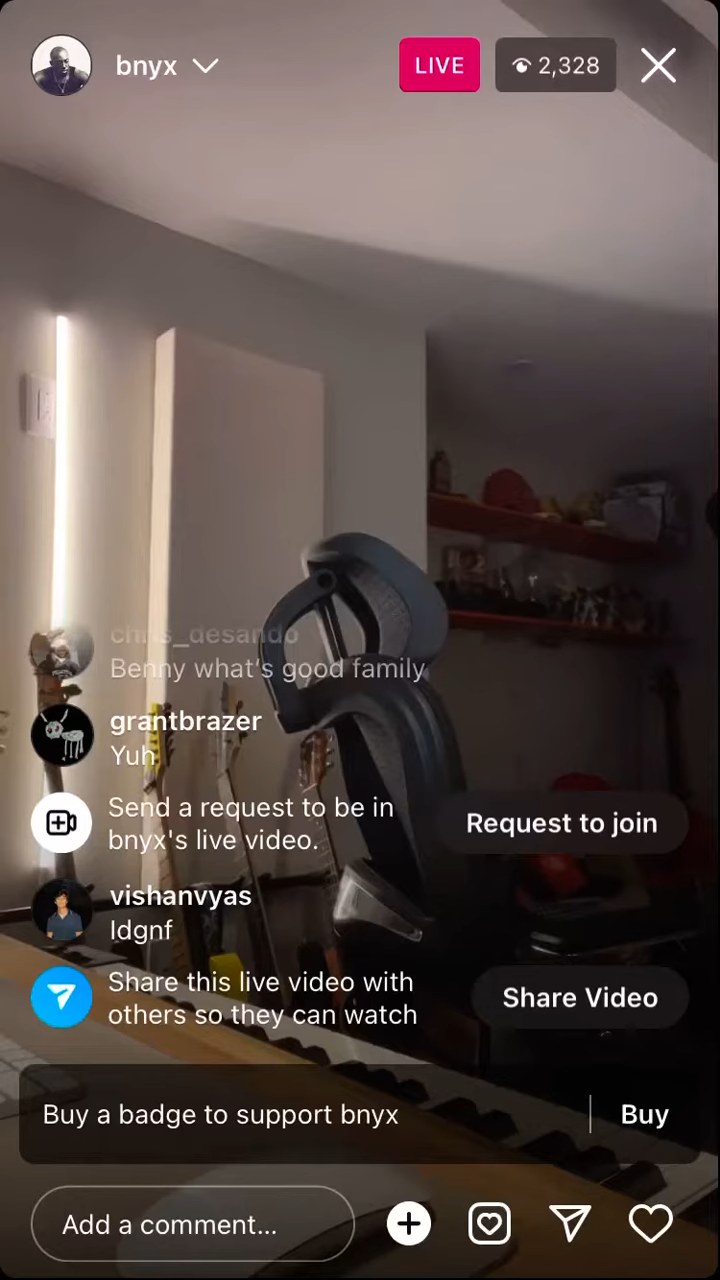 bnyx
LIVE
2,328
chris_desando
Benny what's good family
grantbrazer
Yuh
Send a request to be in
bnyx's live video.
Request to join
vishanvyas
Idgnf
Share this live video with
others so they can watch
Share Video
Buy a badge to support bnyx
Buy
Add a comment...